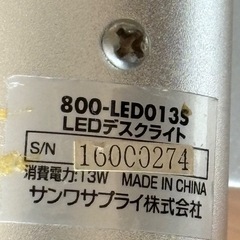 800-LED013S
LEDデスクライト
S/N 16000274
消費電力:13W MADE IN CHINA
サンワサプライ株式会社